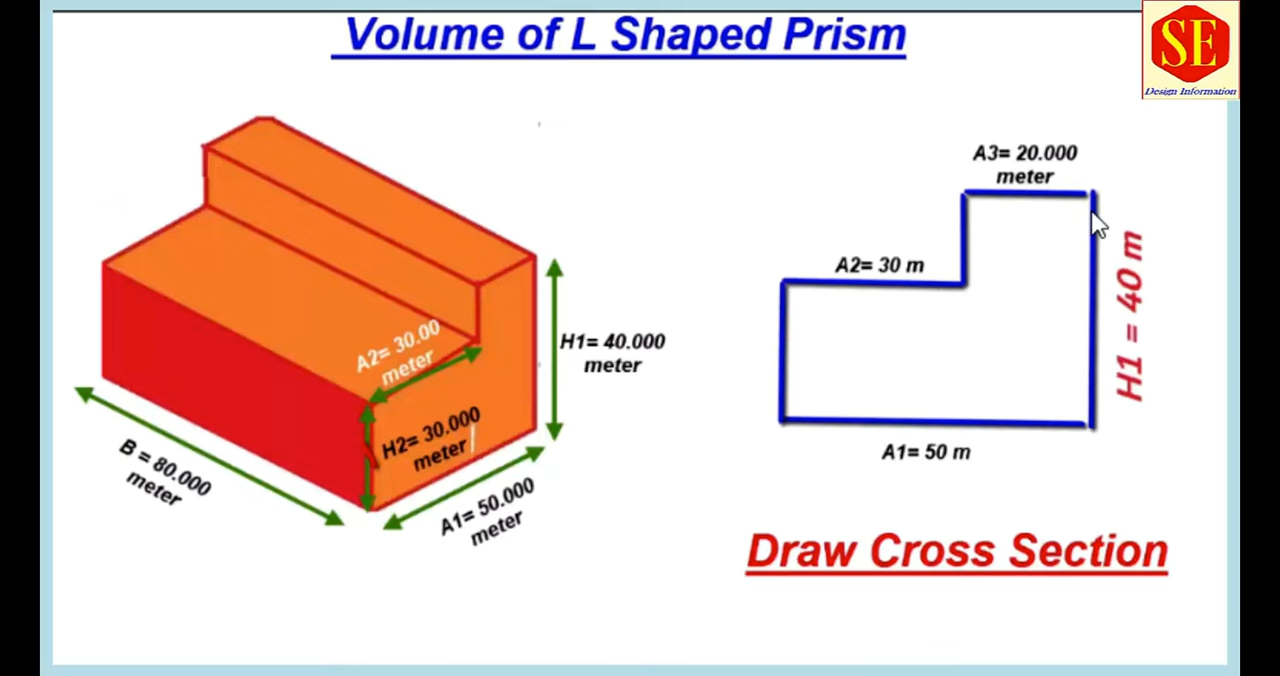 Volume of L Shaped Prism
SE
Design Information
A3= 20.000
meter
A2= 30 m
H1 = 40 m
A1= 50 m
A2= 30.00
meter
H1= 40.000
meter
H2= 30.000
meter
B = 80.000
meter
A1= 50.000
meter
Draw Cross Section